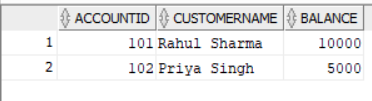 ACCOUNTID CUSTOMERNAME BALANCE
1 101 Rahul Sharma 10000
2 102 Priya Singh 5000